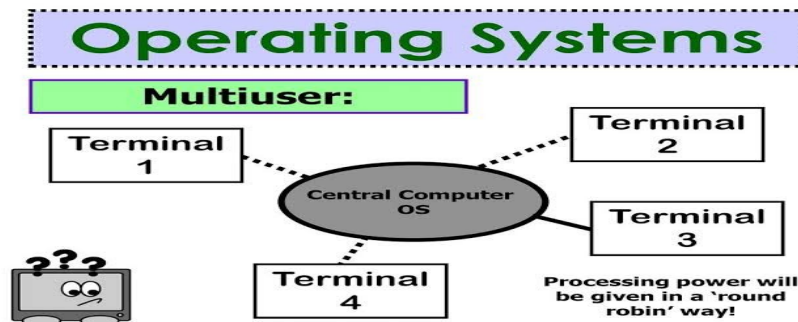 Operating Systems
Multiuser:
Terminal
1
Terminal
2
Central Computer
OS
Terminal
3
Terminal
4
???
Processing power will
be given in a 'round
robin' way!